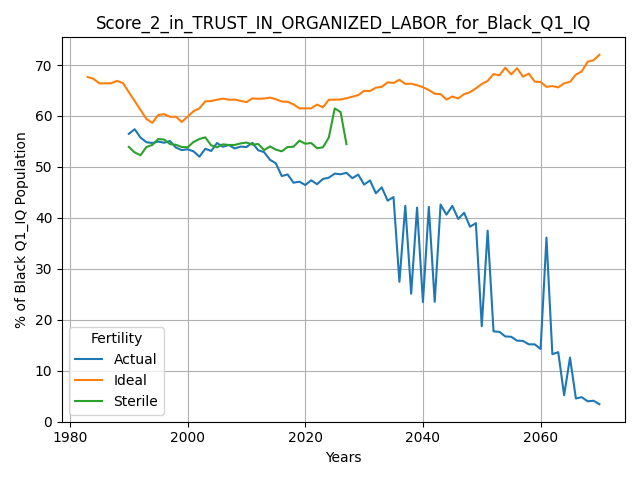 Score_2_in_TRUST_IN_ORGANIZED_LABOR_for_Black_Q1_IQ
% of Black Q1_IQ Population
70
60
50
40
30
20
10
0
Fertility
Actual
Ideal
Sterile
1980 2000 2020 2040 2060
Years